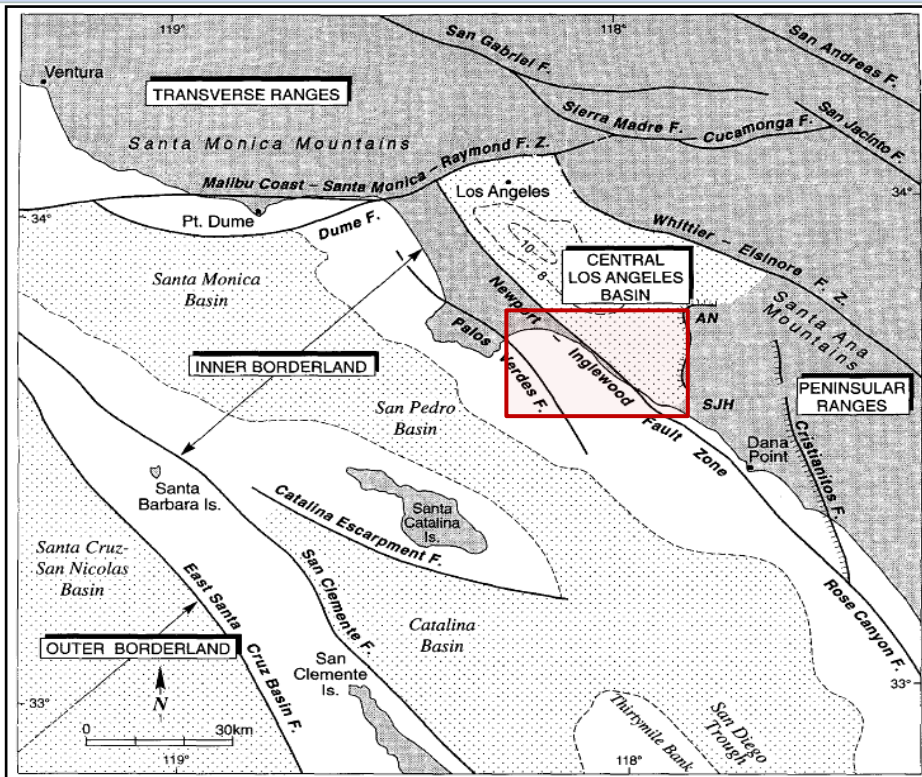 119°
118°
San Gabriel F.
San Andreas F.
Ventura
TRANSVERSE RANGES
Sierra Madre F.
Cucamonga F.
San Jacinto F.
Santa Monica Mountains
Malibu Coast – Santa Monica – Raymond F. Z.
Los Angeles
34°
34°
Pt. Dume
Dume F.
Whittier – Elsinore F. Z.
10
8
CENTRAL
LOS ANGELES
BASIN
Santa Monica
Basin
Santa Ana
Mountains
Newport – Inglewood Fault Zone
AN
Palos Verdes F.
INNER BORDERLAND
PENINSULAR
RANGES
San Pedro
Basin
SJH
Dana
Point
Cristianitos F.
Santa
Barbara Is.
Santa
Catalina
Is.
Catalina Escarpment F.
Santa Cruz-
San Nicolas
Basin
San Clemente F.
Rose Canyon F.
East Santa Cruz Basin F.
Catalina
Basin
OUTER BORDERLAND
San
Clemente
Is.
33°
33°
N
0
30km
Thirtymile Bank
San Diego
Trough
119°
118°